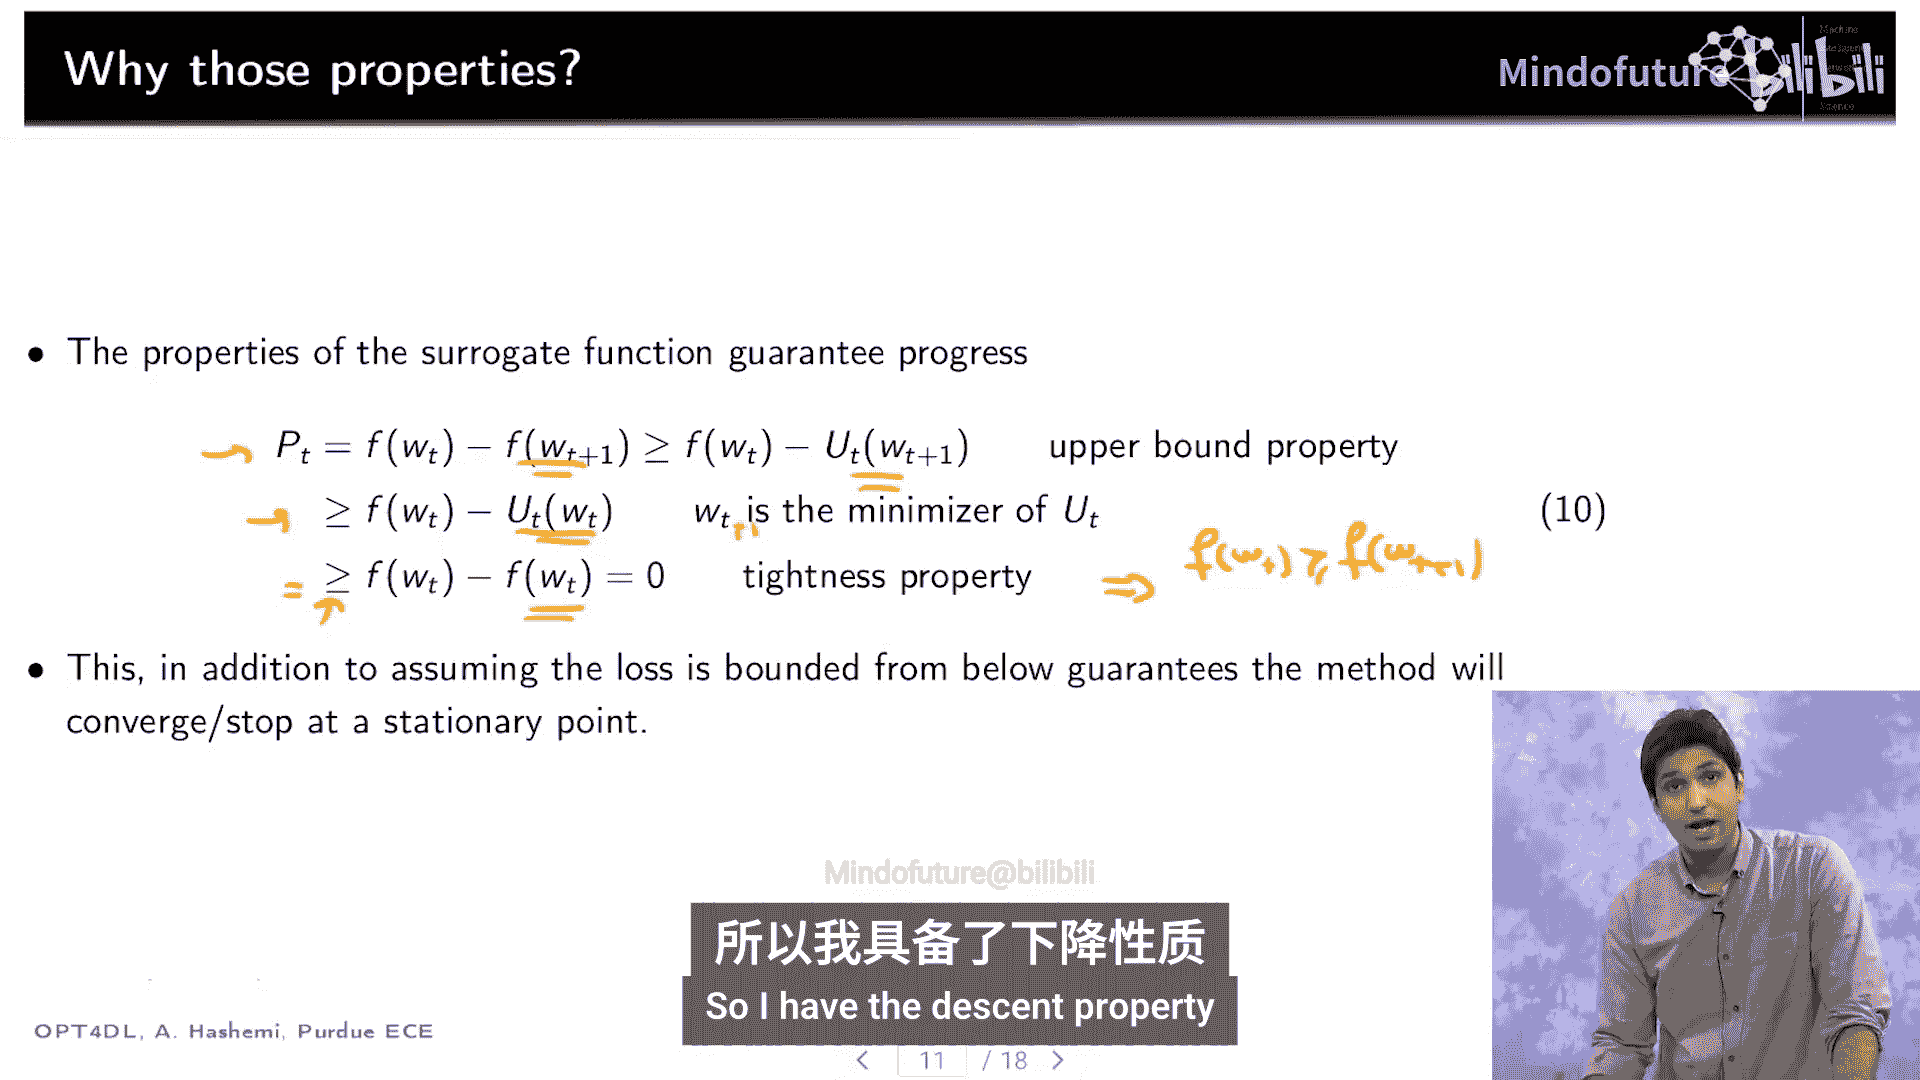 Why those properties?
Mindofuture bilibili
• The properties of the surrogate function guarantee progress
P_t = f(w_t) − f(w_{t+1}) ≥ f(w_t) − U_t(w_{t+1}) upper bound property
≥ f(w_t) − U_t(w_t) w_{t+1} is the minimizer of U_t (10)
= ≥ f(w_t) − f(w_t) = 0 tightness property ⇒ f(w_t) ≥ f(w_{t+1})
• This, in addition to assuming the loss is bounded from below guarantees the method will
converge/stop at a stationary point.
Mindofuture@bilibili
所以我具备了下降性质
So I have the descent property
OPT4DL, A. Hashemi, Purdue ECE
< 11 / 18 >